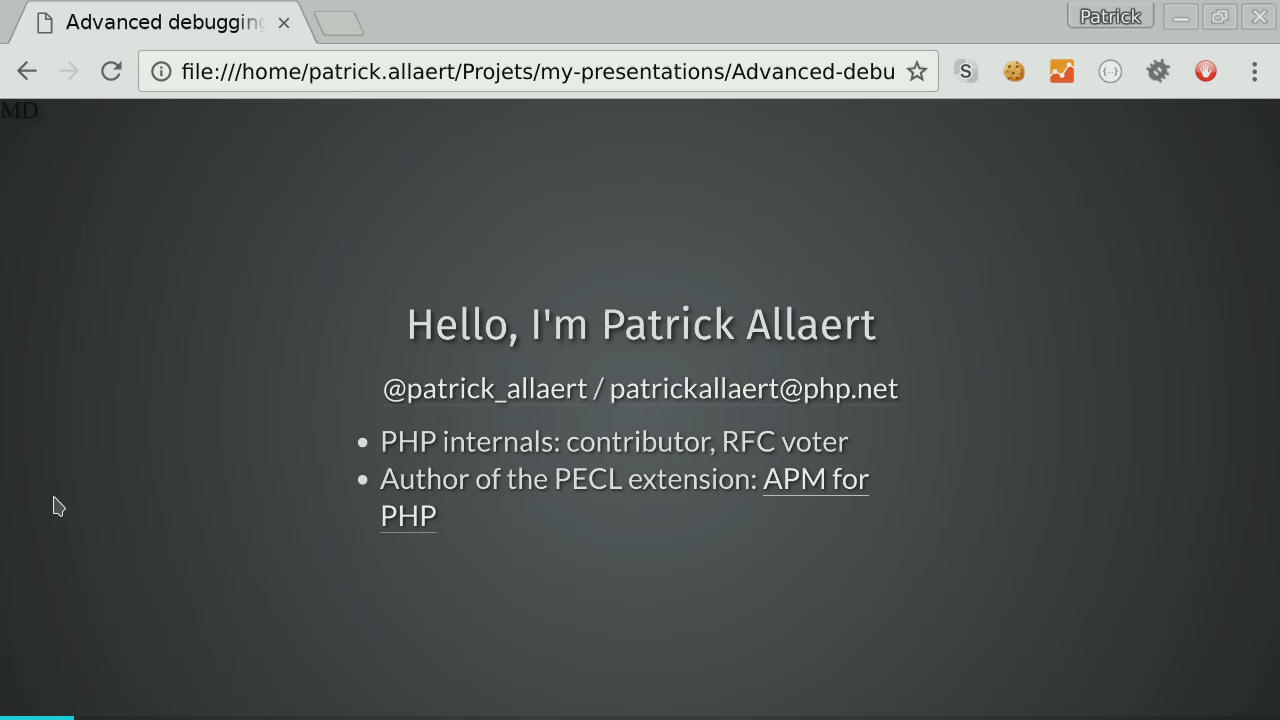 Advanced debugging
Patrick
file:///home/patrick.allaert/Projets/my-presentations/Advanced-debu
S
MD
Hello, I'm Patrick Allaert
@patrick_allaert / patrickallaert@php.net
• PHP internals: contributor, RFC voter
• Author of the PECL extension: APM for
PHP